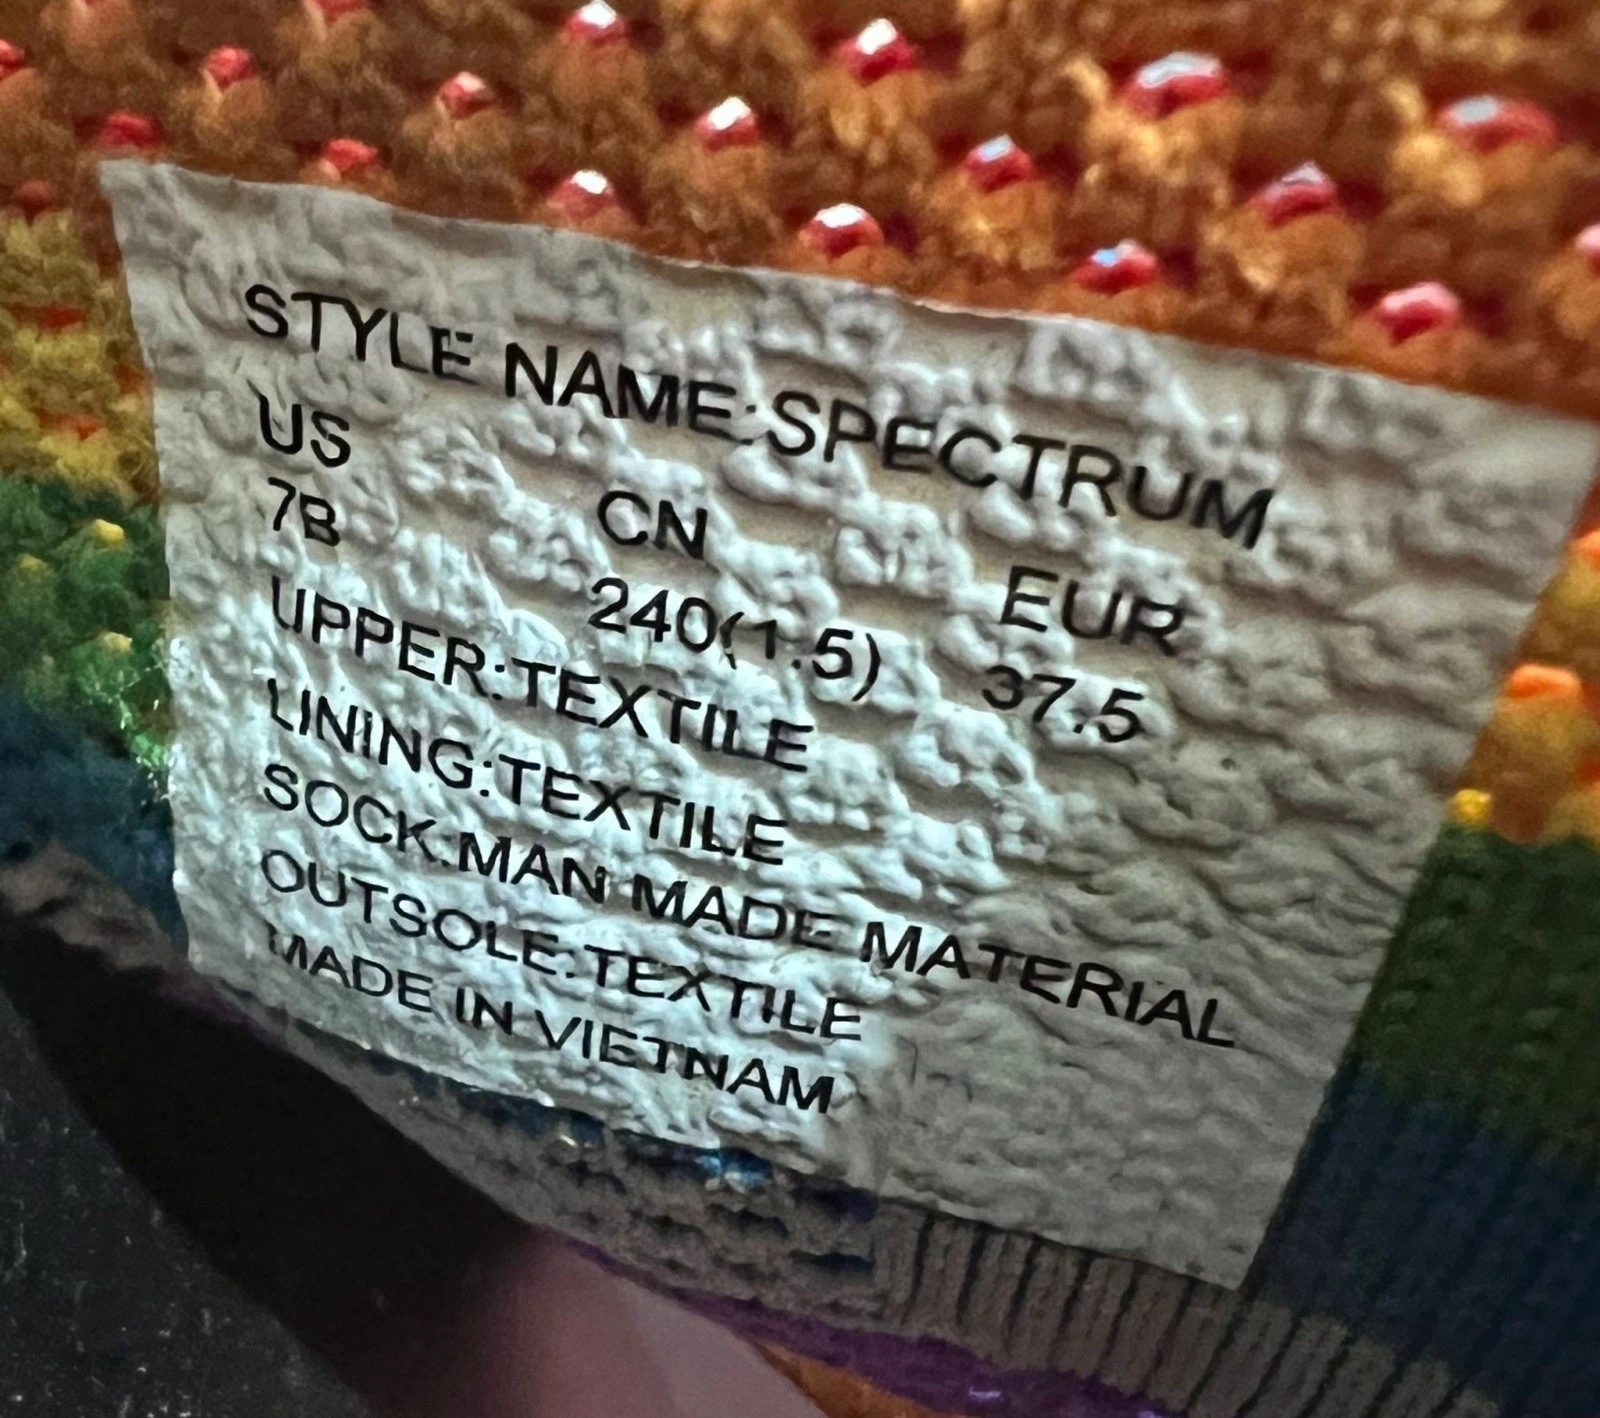 STYLE NAME:SPECTRUM
US CN EUR
7B 240(1.5) 37.5
UPPER:TEXTILE
LINING:TEXTILE
SOCK:MAN MADE MATERIAL
OUTSOLE:TEXTILE
MADE IN VIETNAM